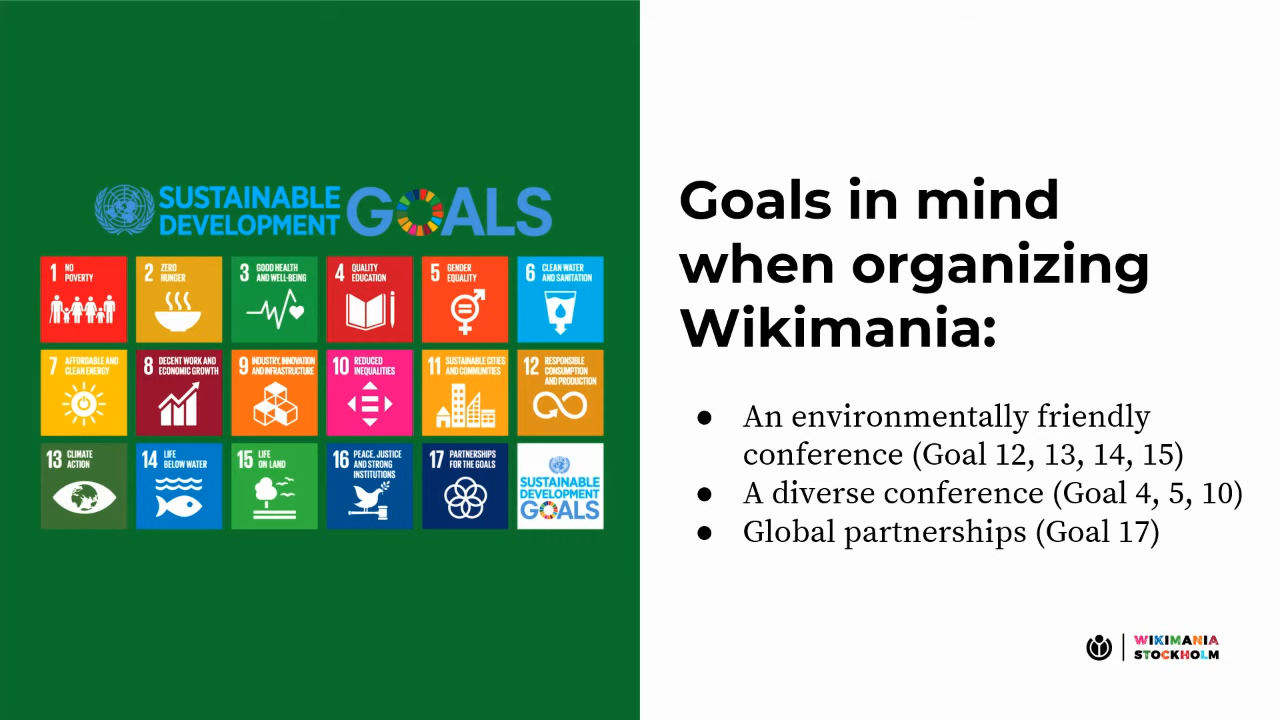 SUSTAINABLE
DEVELOPMENT GOALS
1 NO
POVERTY
2 ZERO
HUNGER
3 GOOD HEALTH
AND WELL-BEING
4 QUALITY
EDUCATION
5 GENDER
EQUALITY
6 CLEAN WATER
AND SANITATION
7 AFFORDABLE AND
CLEAN ENERGY
8 DECENT WORK AND
ECONOMIC GROWTH
9 INDUSTRY, INNOVATION
AND INFRASTRUCTURE
10 REDUCED
INEQUALITIES
11 SUSTAINABLE CITIES
AND COMMUNITIES
12 RESPONSIBLE
CONSUMPTION
AND PRODUCTION
13 CLIMATE
ACTION
14 LIFE
BELOW WATER
15 LIFE
ON LAND
16 PEACE, JUSTICE
AND STRONG
INSTITUTIONS
17 PARTNERSHIPS
FOR THE GOALS
SUSTAINABLE
DEVELOPMENT
GOALS
Goals in mind
when organizing
Wikimania:
● An environmentally friendly
conference (Goal 12, 13, 14, 15)
● A diverse conference (Goal 4, 5, 10)
● Global partnerships (Goal 17)
WIKIMANIA
STOCKHOLM